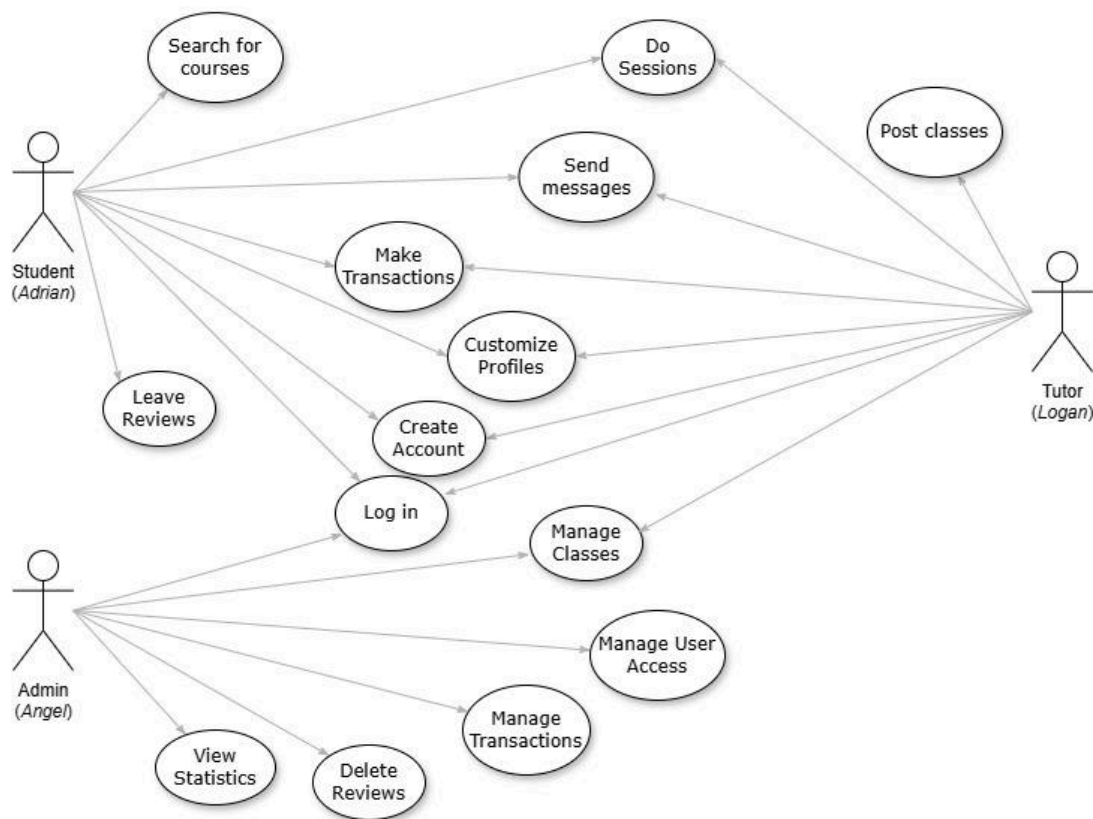 Search for
courses
Do
Sessions
Post classes
Send
messages
Student
(Adrian)
Make
Transactions
Customize
Profiles
Tutor
(Logan)
Leave
Reviews
Create
Account
Log in
Manage
Classes
Manage User
Access
Admin
(Angel)
Manage
Transactions
View
Statistics
Delete
Reviews